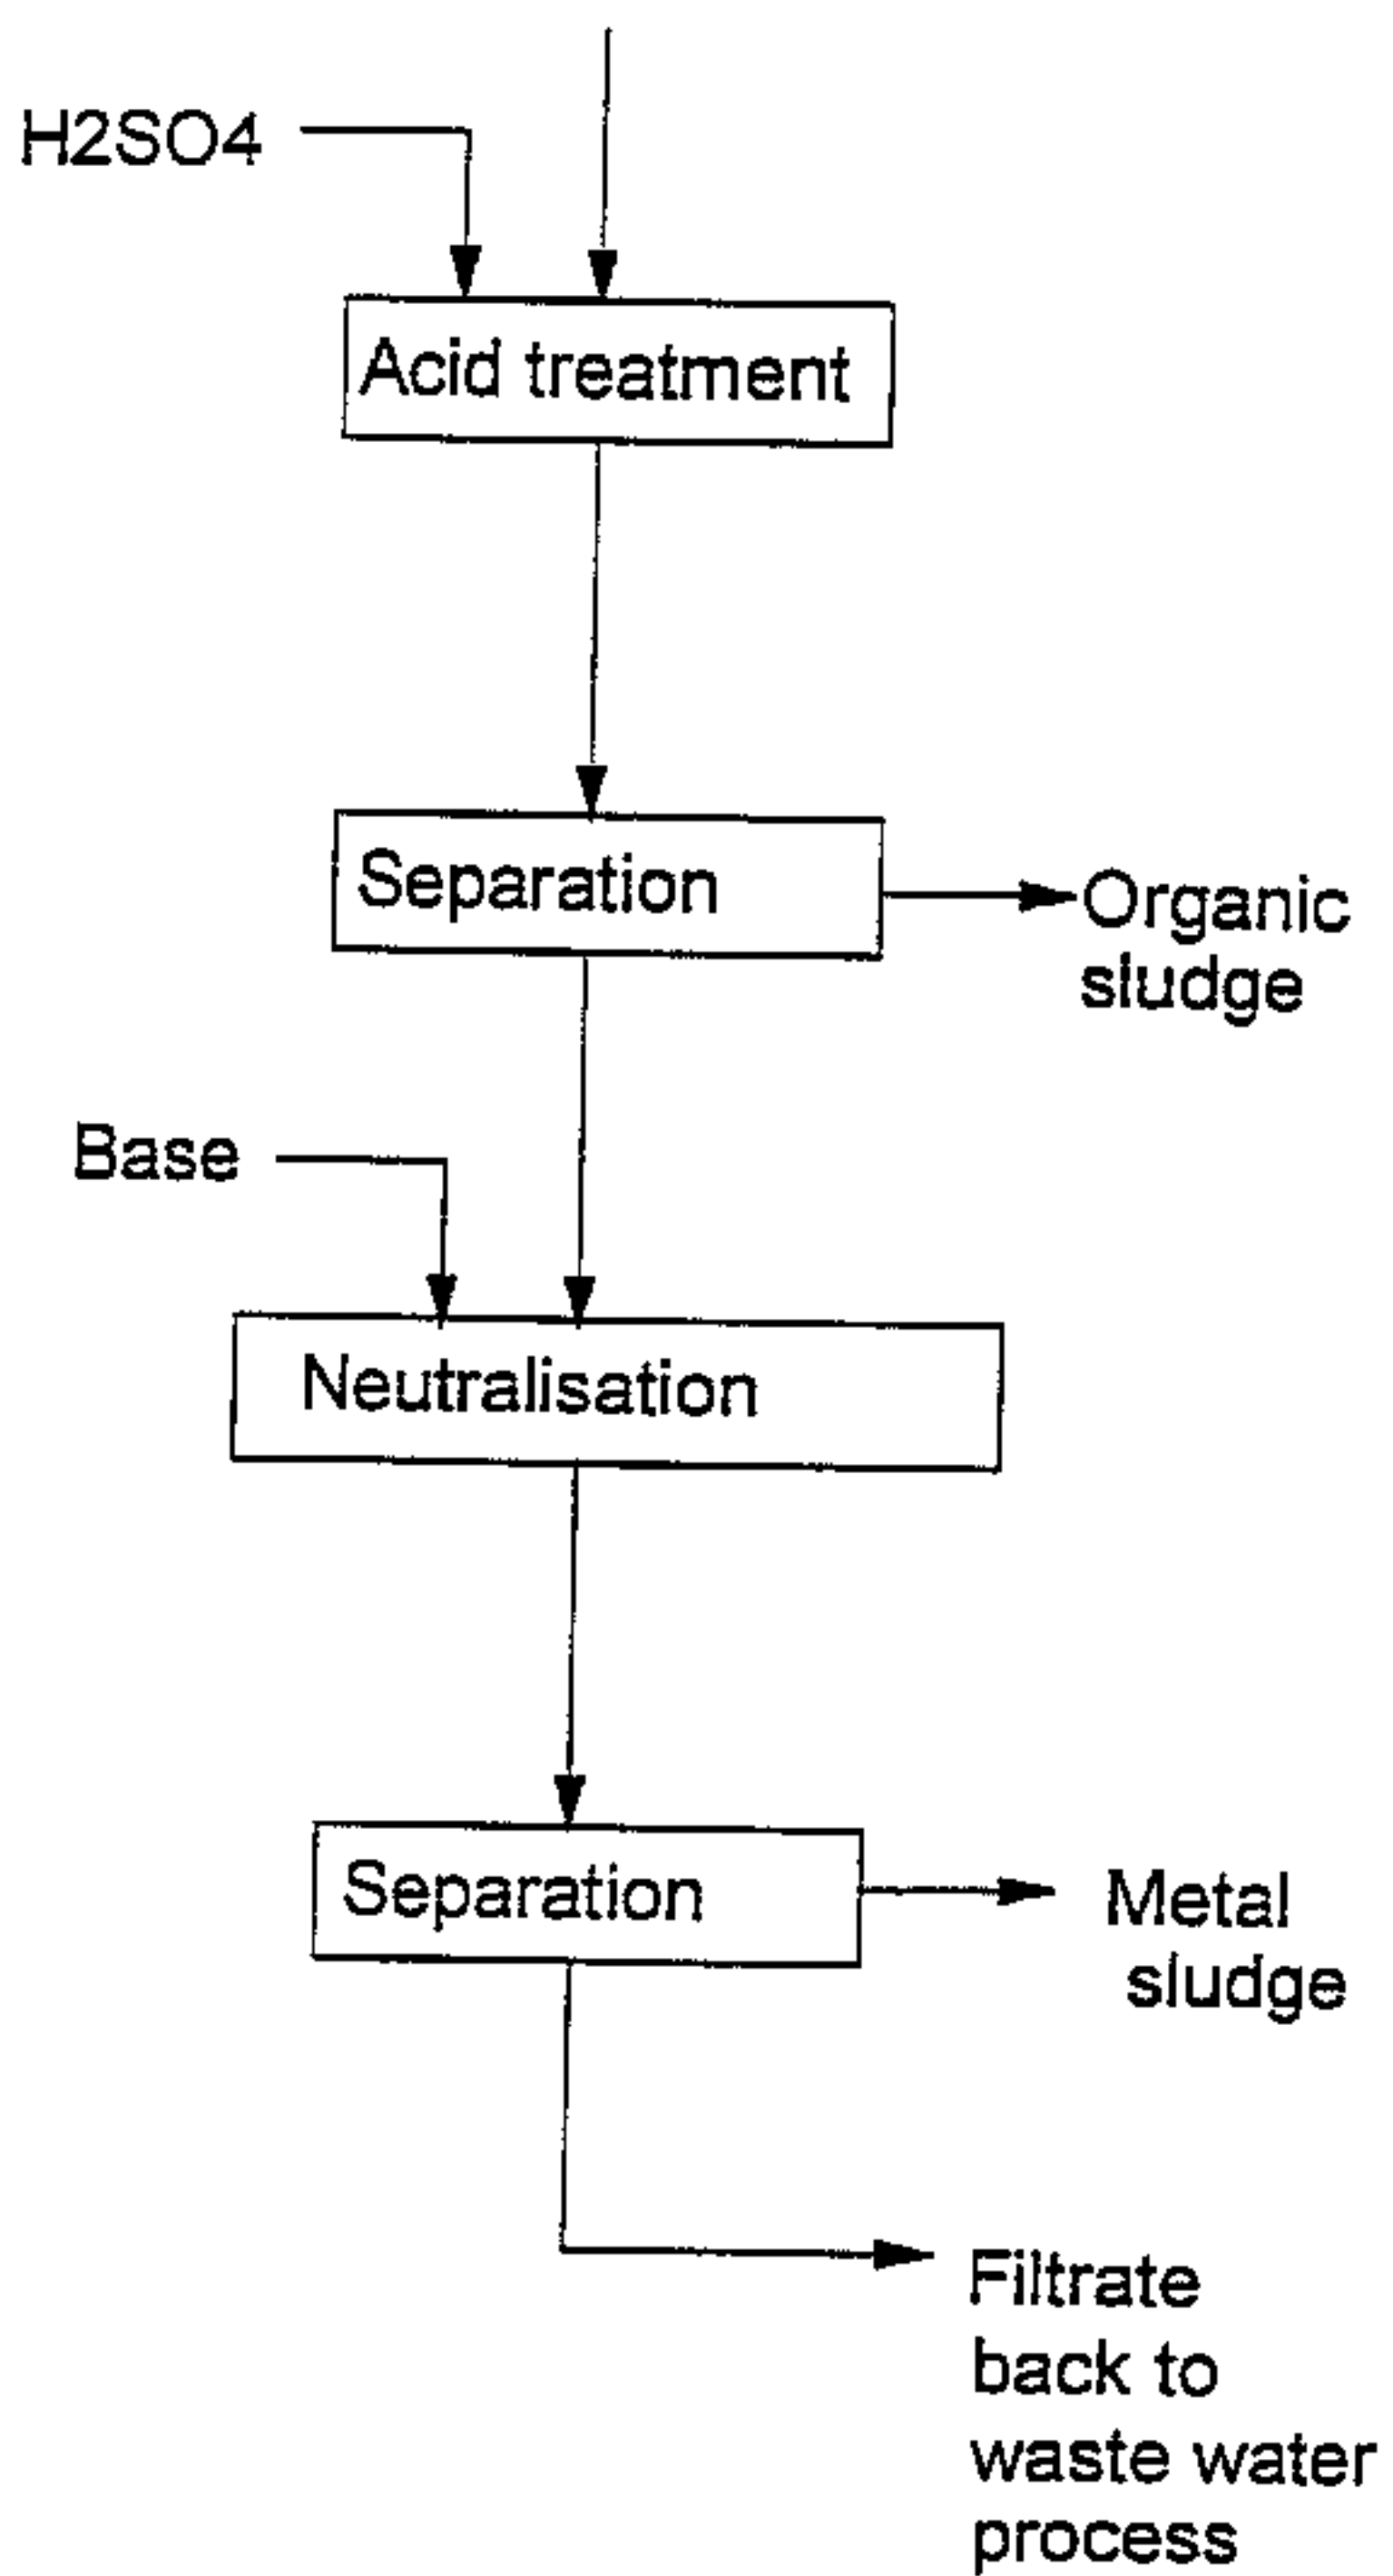 H2SO4
Acid treatment
Separation
Organic
sludge
Base
Neutralisation
Separation
Metal
sludge
Filtrate
back to
waste water
process